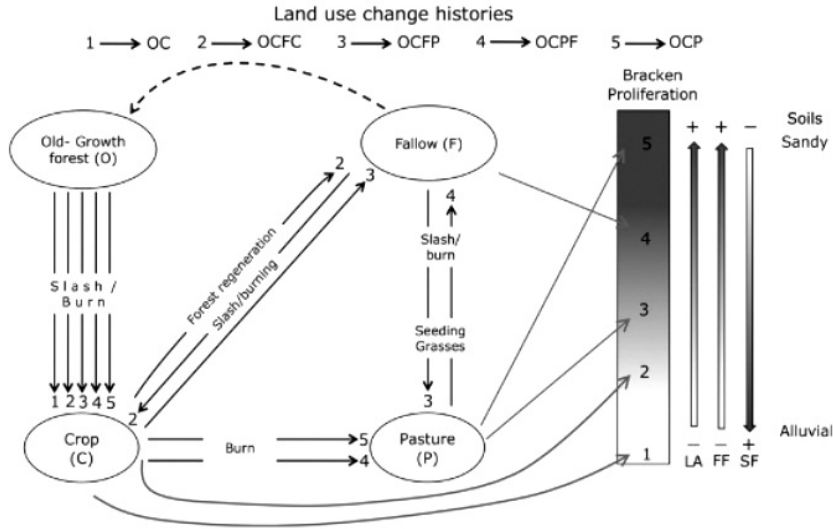 Land use change histories
1 → OC 2 → OCFC 3 → OCFP 4 → OCPF 5 → OCP
Bracken
Proliferation
Old- Growth
forest (O)
Fallow (F)
Soils
+ + −
Sandy
5
2
3
4
4
Slash/
burn
Forest regeneration
Slash/burning
Slash /
Burn
3
Seeding
Grasses
2
1 2 3 4 5
3
2
Crop
(C)
Burn
5
4
Pasture
(P)
1
Alluvial
− − +
LA FF SF